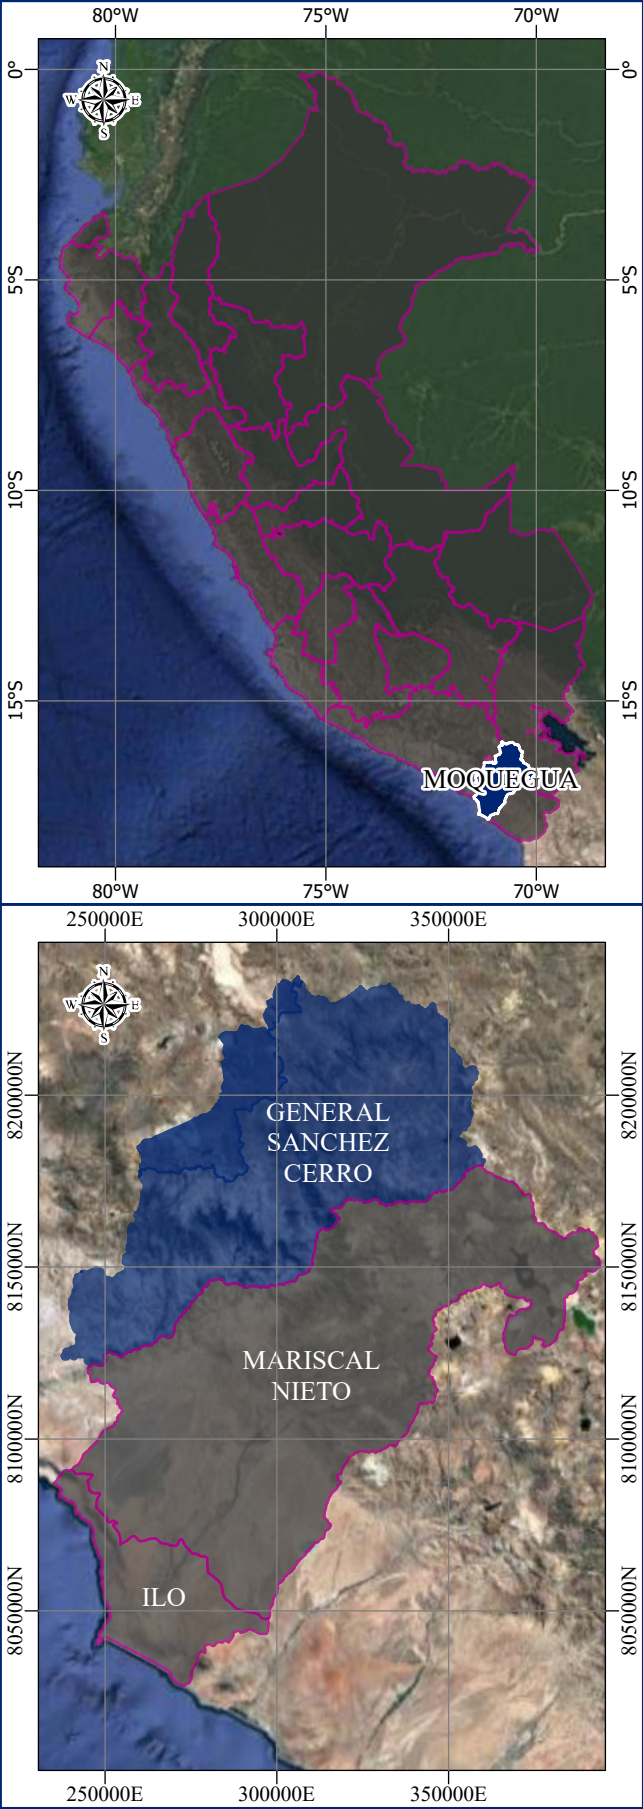 80°W 75°W 70°W
0° 0°
N
W E
S
5°S 5°S
10°S 10°S
15°S 15°S
MOQUEGUA
80°W 75°W 70°W
250000E 300000E 350000E
N
W E
S
8200000N 8200000N
GENERAL
SANCHEZ
CERRO
8150000N 8150000N
MARISCAL
NIETO
8100000N 8100000N
ILO
8050000N 8050000N
250000E 300000E 350000E